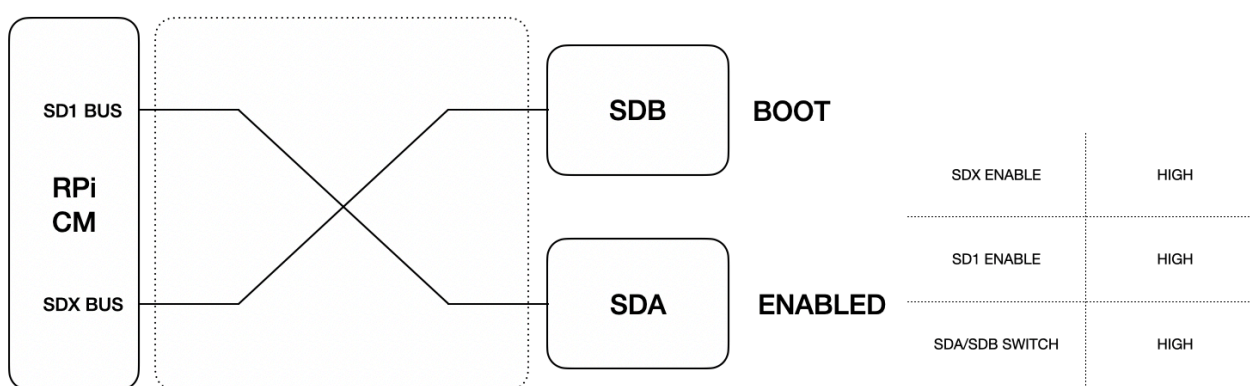 SD1 BUS
RPi
CM
SDX BUS
SDB
BOOT
SDA
ENABLED
SDX ENABLE HIGH
SD1 ENABLE HIGH
SDA/SDB SWITCH HIGH